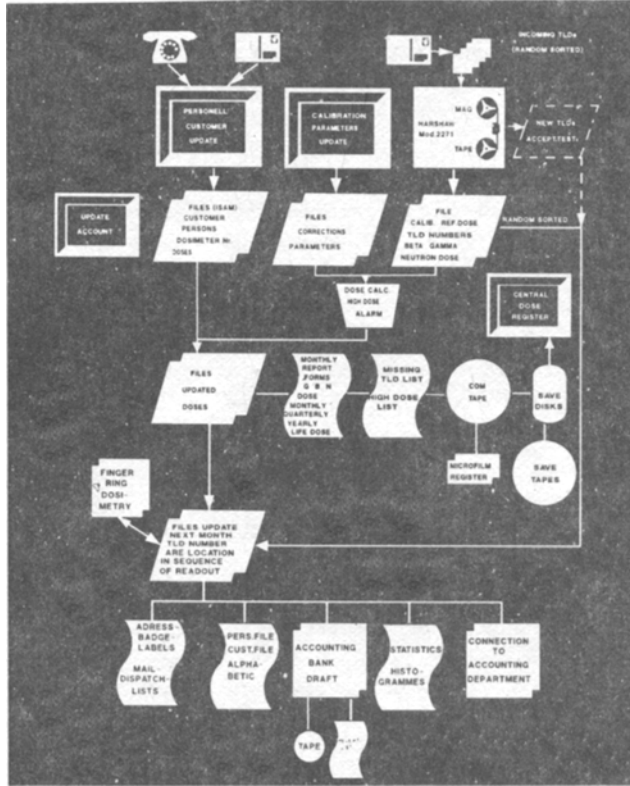 INCOMING TLDs
(RANDOM SORTED)
PERSONELL
CUSTOMER
UPDATE
CALIBRATION
PARAMETERS
UPDATE
MAG
HARSHAW
Mod.2271
TAPE
NEW TLDs
ACCEPTTEST.
UPDATE
ACCOUNT
FILES (ISAM)
CUSTOMER
PERSONS
DOSIMETER Nr.
DOSES
FILES
CORRECTIONS
PARAMETERS
FILE
CALIB. REF.DOSE
TLD NUMBERS
BETA GAMMA
NEUTRON DOSE
RANDOM SORTED
DOSE CALC.
HIGH DOSE
ALARM
CENTRAL
DOSE
REGISTER
FILES
UPDATED
DOSES
MONTHLY
REPORT
FORMS
G B N
DOSE
MONTHLY
QUARTERLY
YEARLY
LIFE DOSE
MISSING
TLD LIST
HIGH DOSE
LIST
COM
TAPE
SAVE
DISKS
MICROFILM
REGISTER
SAVE
TAPES
FINGER
RING
DOSI-
METRY
FILES UPDATE
NEXT MONTH.
TLD NUMBER
ARE LOCATION
IN SEQUENCE
OF READOUT
ADRESS-
BADGE-
LABELS
MAIL-
DISPATCH-
LISTS
PERS.FILE
CUST.FILE
ALPHA-
BETIC
ACCOUNTING
BANK
DRAFT
STATISTICS
HISTO-
GRAMMES
CONNECTION
TO
ACCOUNTING
DEPARTMENT
TAPE